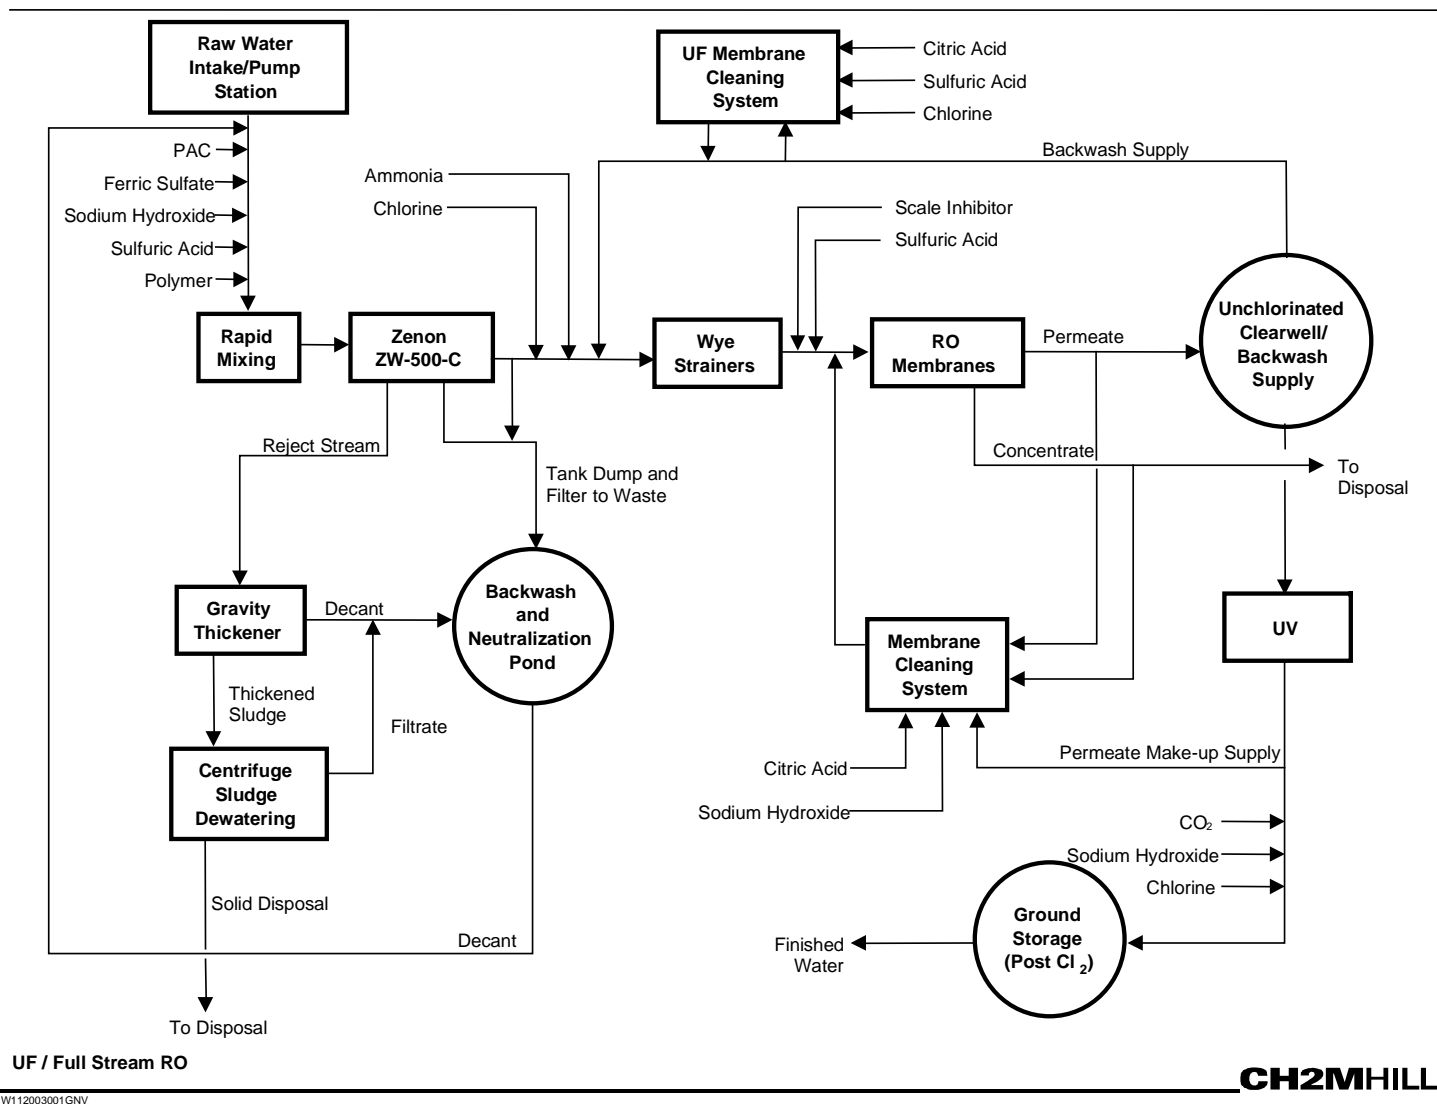 Raw Water
Intake/Pump
Station
PAC
Ferric Sulfate
Sodium Hydroxide
Sulfuric Acid
Polymer
Ammonia
Chlorine
UF Membrane
Cleaning
System
Citric Acid
Sulfuric Acid
Chlorine
Backwash Supply
Scale Inhibitor
Sulfuric Acid
Rapid
Mixing
Zenon
ZW-500-C
Wye
Strainers
RO
Membranes
Permeate
Unchlorinated
Clearwell/
Backwash
Supply
Reject Stream
Tank Dump and
Filter to Waste
Concentrate
To
Disposal
Gravity
Thickener
Decant
Backwash
and
Neutralization
Pond
Membrane
Cleaning
System
UV
Thickened
Sludge
Filtrate
Centrifuge
Sludge
Dewatering
Citric Acid
Sodium Hydroxide
Permeate Make-up Supply
CO₂
Sodium Hydroxide
Chlorine
Solid Disposal
Decant
Ground
Storage
(Post Cl ₂)
Finished
Water
To Disposal
UF / Full Stream RO
CH2MHILL
W112003001GNV